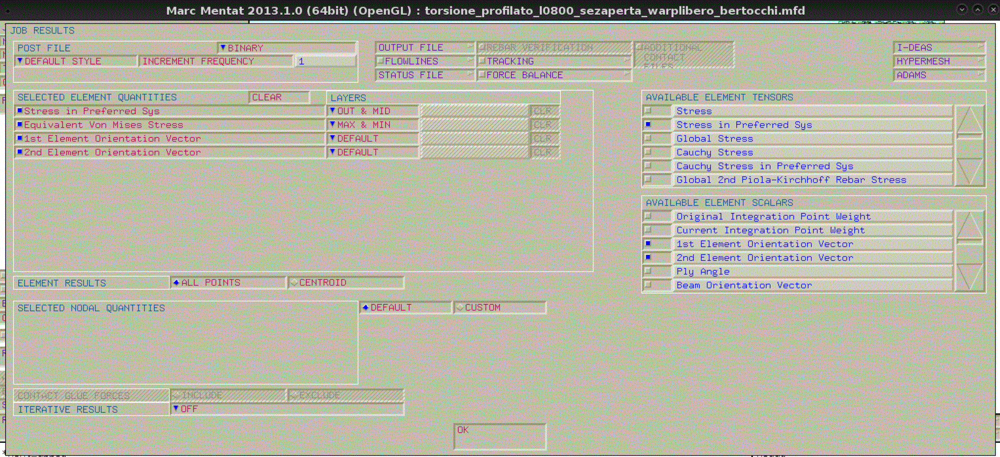 Marc Mentat 2013.1.0 (64bit) (OpenGL) : torsione_profilato_l0800_sezaperta_warplibero_bertocchi.mfd
JOB RESULTS
POST FILE
BINARY
DEFAULT STYLE
INCREMENT FREQUENCY
1
OUTPUT FILE
REBAR VERIFICATION
ADDITIONAL
CONTACT
FILES
FLOWLINES
TRACKING
STATUS FILE
FORCE BALANCE
I-DEAS
HYPERMESH
ADAMS
SELECTED ELEMENT QUANTITIES
CLEAR
LAYERS
Stress in Preferred Sys
OUT & MID
CLR
Equivalent Von Mises Stress
MAX & MIN
CLR
1st Element Orientation Vector
DEFAULT
CLR
2nd Element Orientation Vector
DEFAULT
CLR
AVAILABLE ELEMENT TENSORS
Stress
Stress in Preferred Sys
Global Stress
Cauchy Stress
Cauchy Stress in Preferred Sys
Global 2nd Piola-Kirchhoff Rebar Stress
AVAILABLE ELEMENT SCALARS
Original Integration Point Weight
Current Integration Point Weight
1st Element Orientation Vector
2nd Element Orientation Vector
Ply Angle
Beam Orientation Vector
ELEMENT RESULTS
ALL POINTS
CENTROID
SELECTED NODAL QUANTITIES
DEFAULT
CUSTOM
CONTACT GLUE FORCES
INCLUDE
EXCLUDE
ITERATIVE RESULTS
OFF
OK